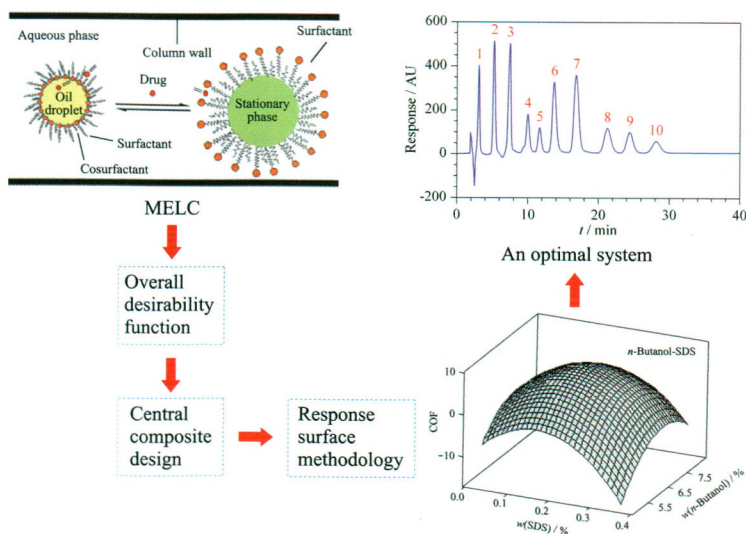 Aqueous phase
Column wall
Surfactant
Drug
Oil
droplet
Stationary
phase
Surfactant
Cosurfactant
MELC
Overall
desirability
function
Central
composite
design
Response
surface
methodology
Response / AU
600
400
200
0
-200
1
2
3
4
5
6
7
8
9
10
0
10
20
30
40
t / min
An optimal system
n-Butanol-SDS
COF
10
0
-10
0.0
0.1
0.2
0.3
0.4
w(SDS) / %
5.5
6.5
7.5
w(n-Butanol) / %